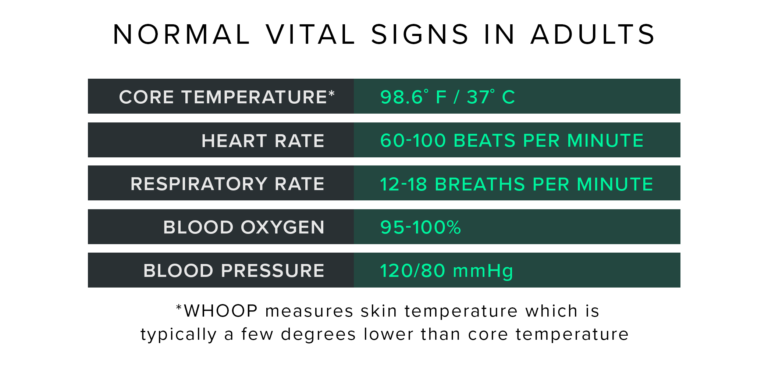 NORMAL VITAL SIGNS IN ADULTS
CORE TEMPERATURE* 98.6° F / 37° C
HEART RATE 60-100 BEATS PER MINUTE
RESPIRATORY RATE 12-18 BREATHS PER MINUTE
BLOOD OXYGEN 95-100%
BLOOD PRESSURE 120/80 mmHg
*WHOOP measures skin temperature which is
typically a few degrees lower than core temperature